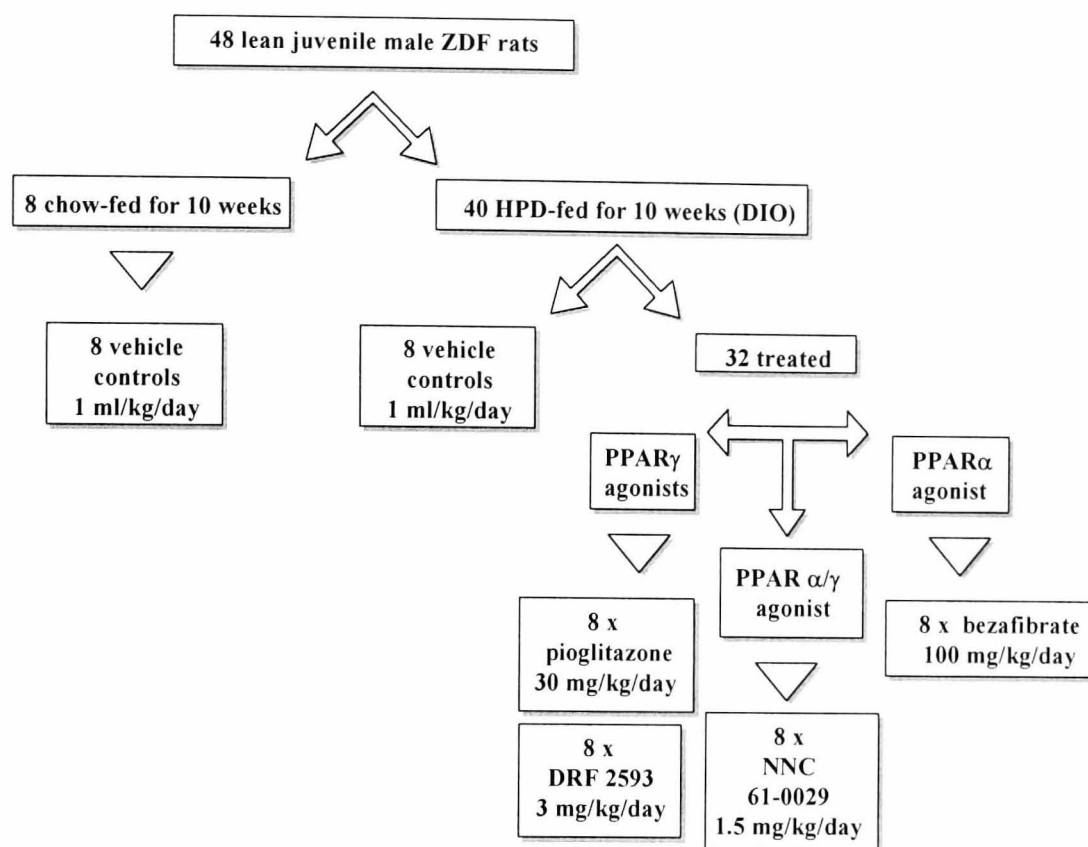 48 lean juvenile male ZDF rats
8 chow-fed for 10 weeks
40 HPD-fed for 10 weeks (DIO)
8 vehicle
controls
1 ml/kg/day
8 vehicle
controls
1 ml/kg/day
32 treated
PPARγ
agonists
8 x
pioglitazone
30 mg/kg/day
8 x
DRF 2593
3 mg/kg/day
PPAR α/γ
agonist
8 x
NNC
61-0029
1.5 mg/kg/day
PPARα
agonist
8 x bezafibrate
100 mg/kg/day